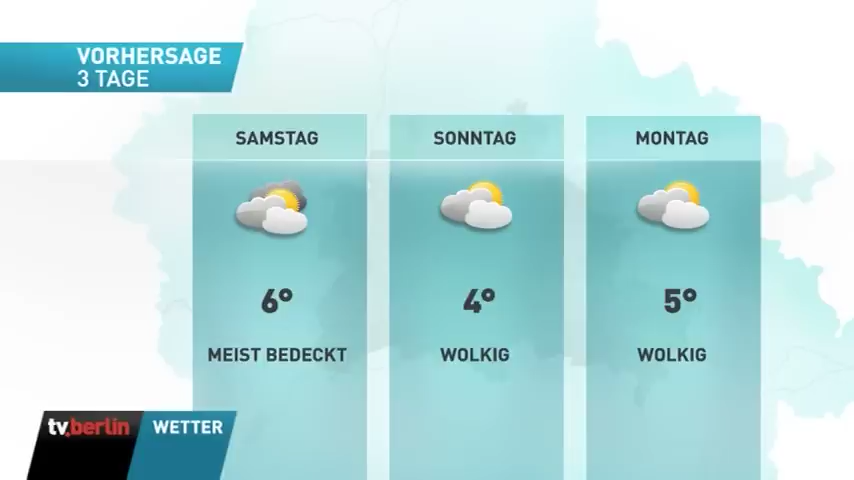 VORHERSAGE
3 TAGE
SAMSTAG
SONNTAG
MONTAG
6°
4°
5°
MEIST BEDECKT
WOLKIG
WOLKIG
tv.berlin
WETTER